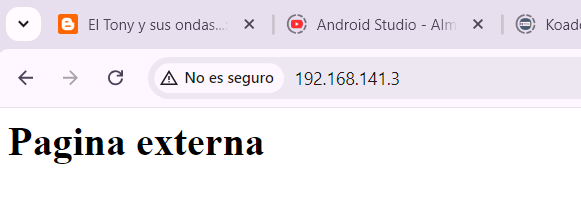 El Tony y sus ondas...:
Android Studio - Alm
Koade
No es seguro
192.168.141.3
Pagina externa